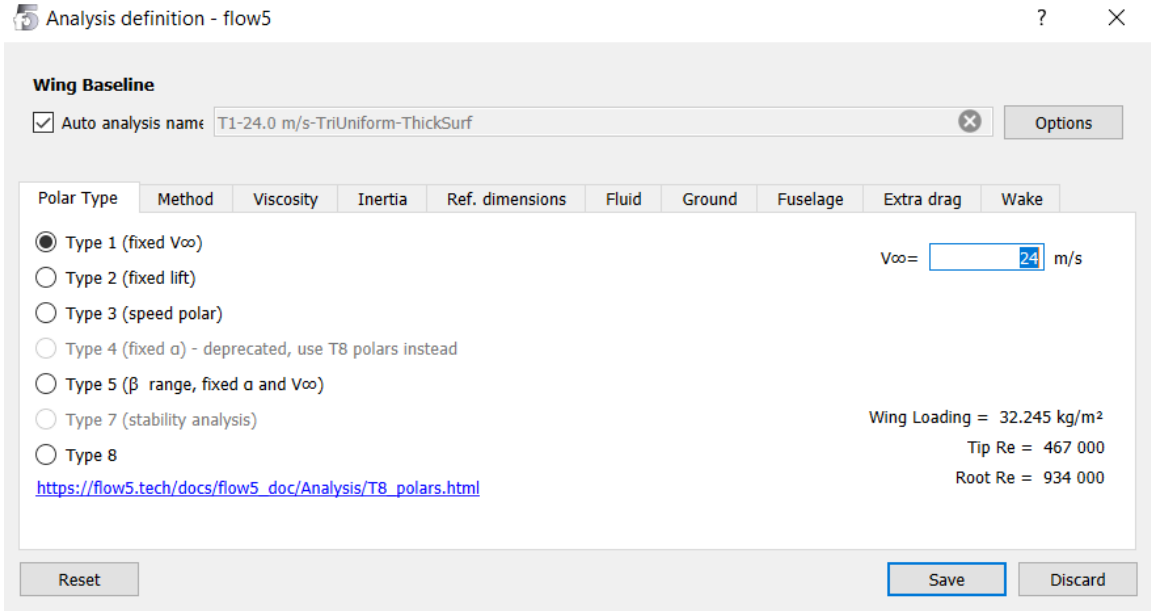 Analysis definition - flow5
Wing Baseline
Auto analysis name T1-24.0 m/s-TriUniform-ThickSurf Options
Polar Type Method Viscosity Inertia Ref. dimensions Fluid Ground Fuselage Extra drag Wake
Type 1 (fixed V∞)
V∞= 24 m/s
Type 2 (fixed lift)
Type 3 (speed polar)
Type 4 (fixed α) - deprecated, use T8 polars instead
Type 5 (β range, fixed α and V∞)
Type 7 (stability analysis)
Type 8
https://flow5.tech/docs/flow5_doc/Analysis/T8_polars.html
Wing Loading = 32.245 kg/m²
Tip Re = 467 000
Root Re = 934 000
Reset Save Discard